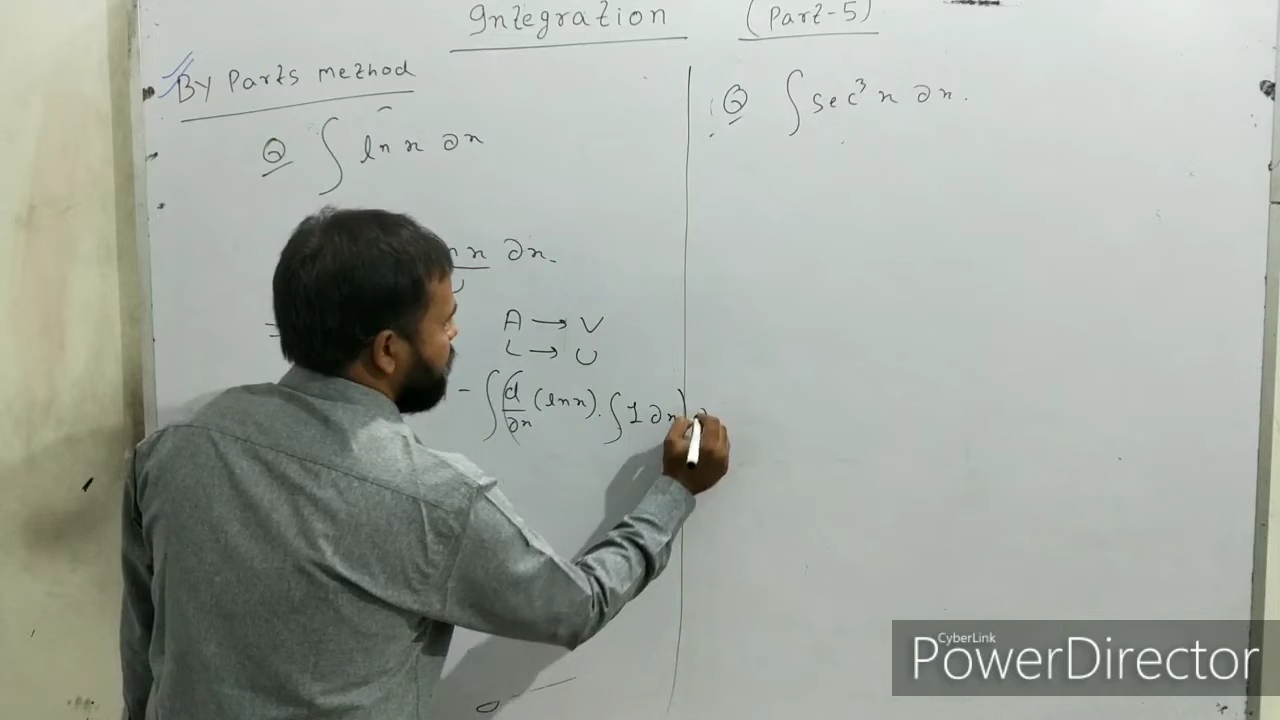 Integration (Part-5)
By Parts method
Q ∫ ln x ∂x
n x ∂x.
U
A → V
L → U
- ∫ (d/∂x (ln x). ∫ 1 ∂x)
Q ∫ sec³ x ∂x.
CyberLink
PowerDirector